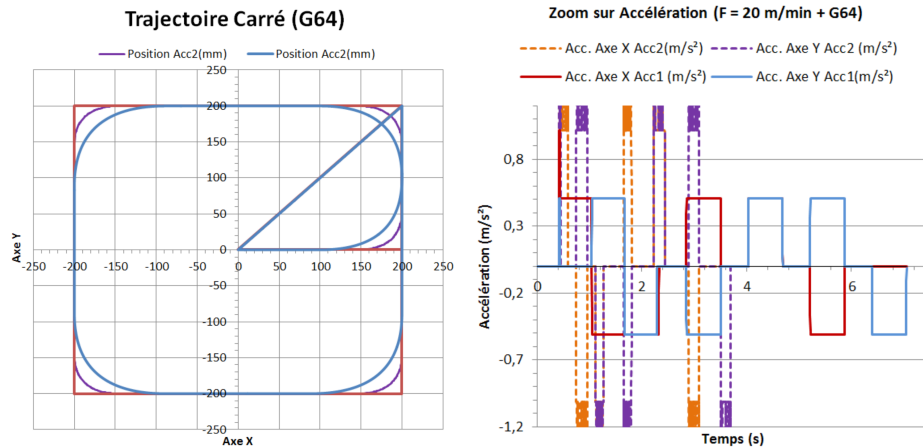 Trajectoire Carré (G64)
Position Acc2(mm) Position Acc2(mm)
250
200
150
100
50
0
-50
-100
-150
-200
-250
-250 -200 -150 -100 -50 0 50 100 150 200 250
Axe Y
Axe X
Zoom sur Accélération (F = 20 m/min + G64)
Acc. Axe X Acc2(m/s²) Acc. Axe Y Acc2 (m/s²)
Acc. Axe X Acc1 (m/s²) Acc. Axe Y Acc1(m/s²)
0,8
0,3
-0,2
-0,7
-1,2
0 2 4 6
Accélération (m/s²)
Temps (s)